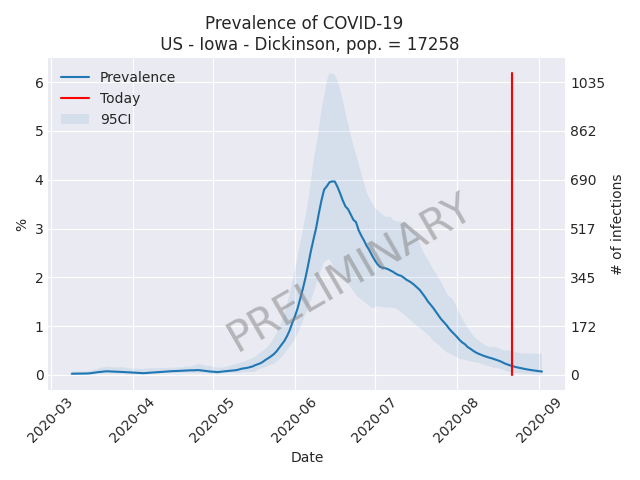 Prevalence of COVID-19
US - Iowa - Dickinson, pop. = 17258
Prevalence
Today
95CI
6
5
4
3
2
1
0
%
1035
862
690
517
345
172
0
# of infections
PRELIMINARY
2020-03
2020-04
2020-05
2020-06
2020-07
2020-08
2020-09
Date